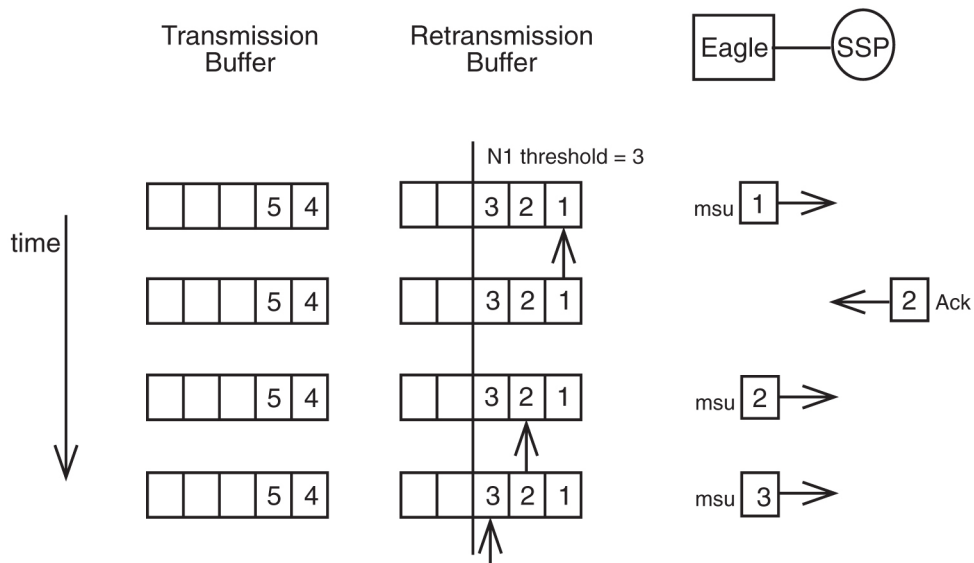 Transmission
Buffer
Retransmission
Buffer
Eagle
SSP
N1 threshold = 3
5 4
3 2 1
msu 1
time
5 4
3 2 1
2 Ack
5 4
3 2 1
msu 2
5 4
3 2 1
msu 3